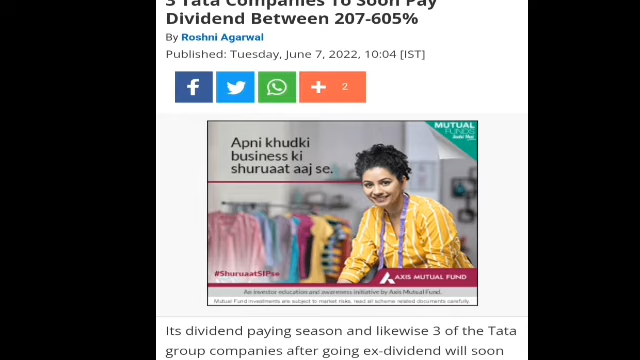 3 Tata Companies To Soon Pay
Dividend Between 207-605%
By Roshni Agarwal
Published: Tuesday, June 7, 2022, 10:04 [IST]
2
MUTUAL
FUNDS
Sahi Hai
Apni khudki
business ki
shuruaat aaj se.
#ShuruaatSIPse
AXIS MUTUAL FUND
An investor education and awareness initiative by Axis Mutual Fund.
Mutual Fund investments are subject to market risks, read all scheme related documents carefully.
Its dividend paying season and likewise 3 of the Tata
group companies after going ex-dividend will soon